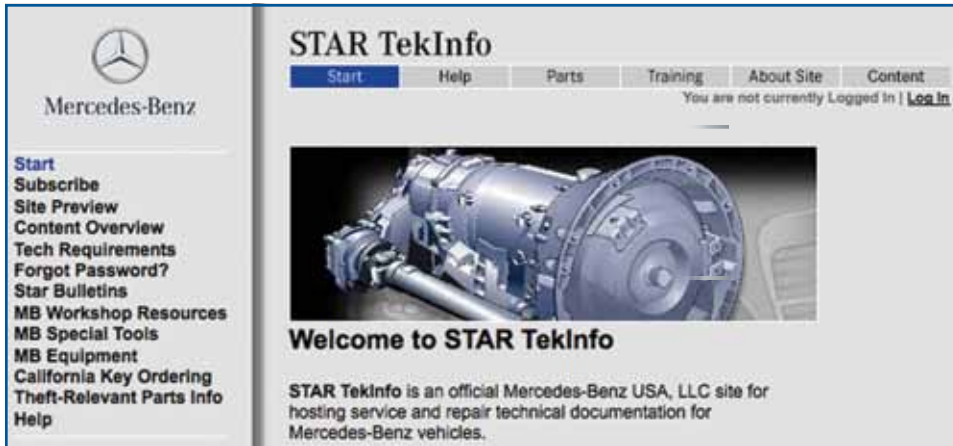 Mercedes-Benz
Start
Subscribe
Site Preview
Content Overview
Tech Requirements
Forgot Password?
Star Bulletins
MB Workshop Resources
MB Special Tools
MB Equipment
California Key Ordering
Theft-Relevant Parts Info
Help
STAR TekInfo
Start Help Parts Training About Site Content
You are not currently Logged In | Log In
Welcome to STAR TekInfo
STAR TekInfo is an official Mercedes-Benz USA, LLC site for
hosting service and repair technical documentation for
Mercedes-Benz vehicles.